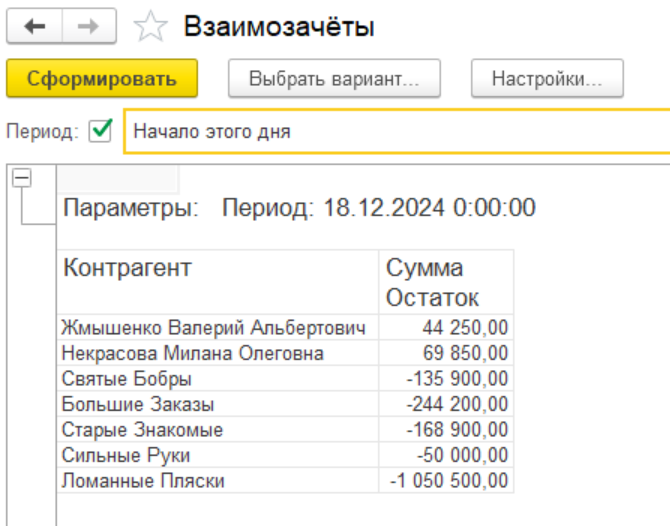 Взаимозачёты
Сформировать Выбрать вариант... Настройки...
Период: Начало этого дня
Параметры: Период: 18.12.2024 0:00:00
Контрагент Сумма
Остаток
Жмышенко Валерий Альбертович 44 250,00
Некрасова Милана Олеговна 69 850,00
Святые Бобры -135 900,00
Большие Заказы -244 200,00
Старые Знакомые -168 900,00
Сильные Руки -50 000,00
Ломанные Пляски -1 050 500,00